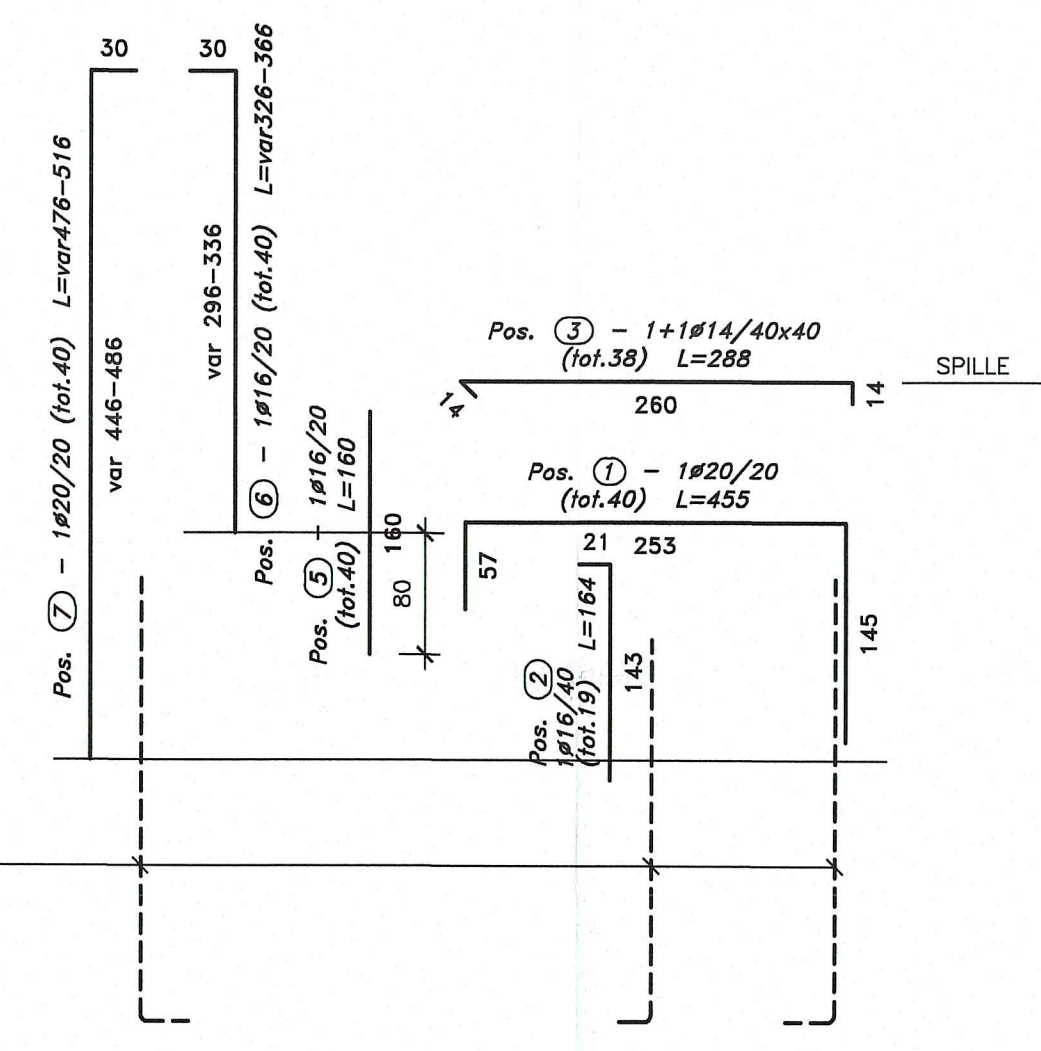 30
30
Pos. 7 – 1ø20/20 (tot.40) L=var476–516
var 446–486
var 296–336
Pos. 6 – 1ø16/20 (tot.40) L=var326–366
Pos. 5 – 1ø16/20
(tot.40) L=160
160
80
Pos. 3 – 1+1ø14/40x40
(tot.38) L=288
14
260
14
SPILLE
Pos. 1 – 1ø20/20
(tot.40) L=455
57
21
253
145
Pos. 2
1ø16/40
(tot.19) L=164
143